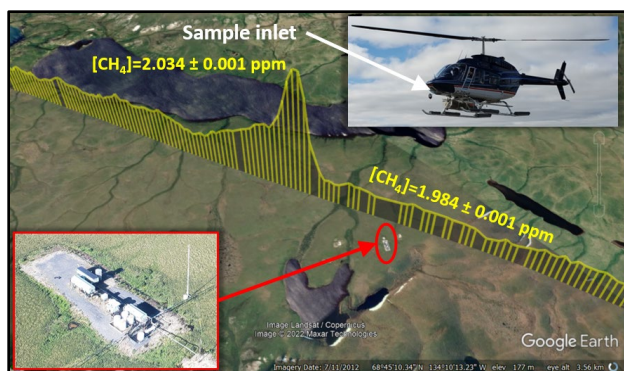 Sample inlet
[CH₄]=2.034 ± 0.001 ppm
[CH₄]=1.984 ± 0.001 ppm
Image Landsat / Copernicus
Image © 2022 Maxar Technologies
Google Earth
Imagery Date: 7/11/2012 68°45'10.34" N 134°10'13.23" W elev 177 m eye alt 3.56 km